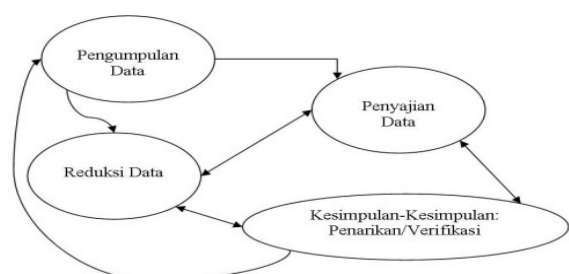 Pengumpulan
Data
Penyajian
Data
Reduksi Data
Kesimpulan-Kesimpulan:
Penarikan/Verifikasi